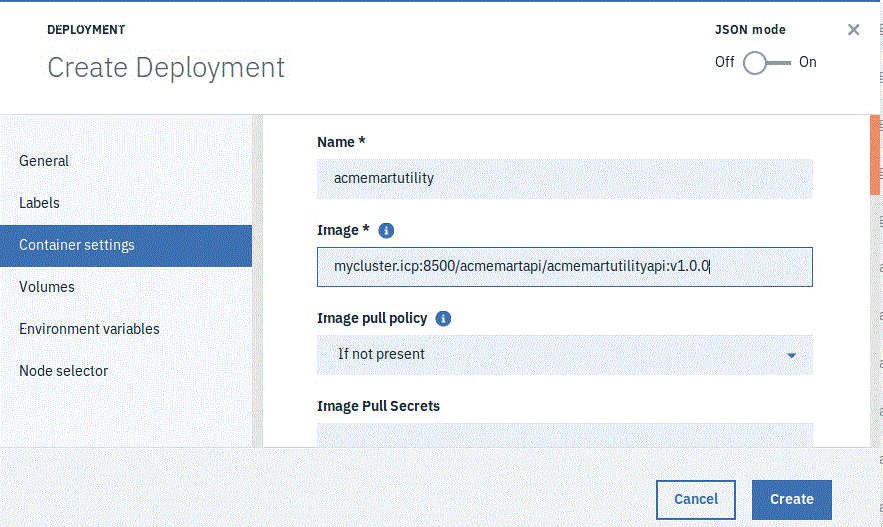 DEPLOYMENT
Create Deployment
JSON mode
Off On
General
Labels
Container settings
Volumes
Environment variables
Node selector
Name *
acmemartutility
Image *
mycluster.icp:8500/acmemartapi/acmemartutilityapi:v1.0.0
Image pull policy
If not present
Image Pull Secrets
Cancel
Create